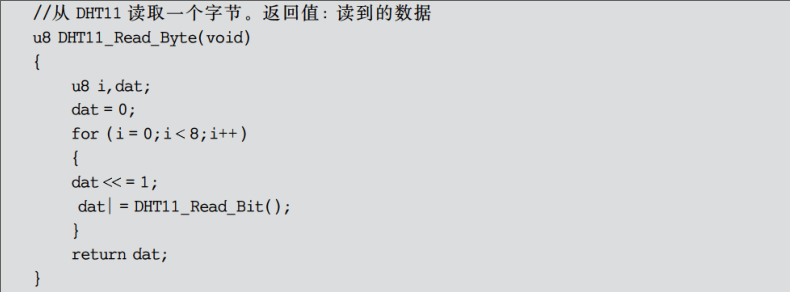 //从 DHT11 读取一个字节。返回值：读到的数据
u8 DHT11_Read_Byte(void)
{
u8 i,dat;
dat = 0;
for (i = 0;i < 8;i++)
{
dat <<= 1;
dat| = DHT11_Read_Bit();
}
return dat;
}